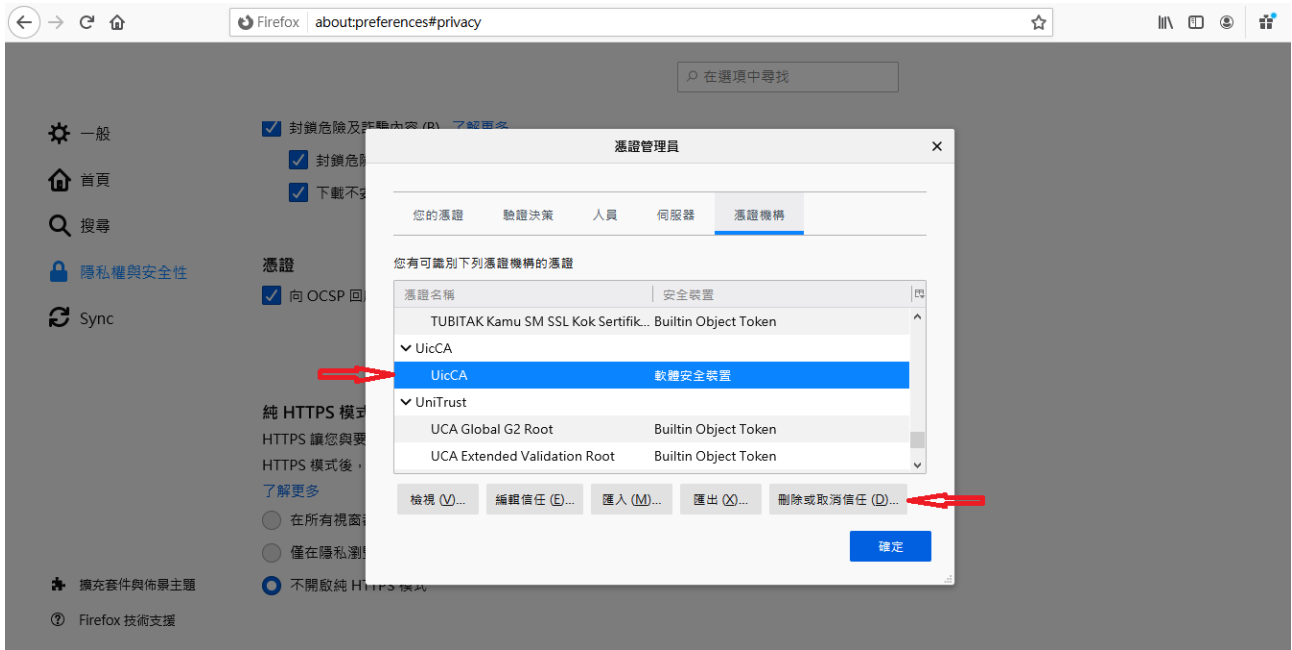 Firefox about:preferences#privacy
在選項中尋找
一般
首頁
搜尋
隱私權與安全性
Sync
擴充套件與佈景主題
Firefox 技術支援
封鎖危險及詐騙內容 (B) 了解更多
封鎖危險
下載不
憑證
向 OCSP 回
純 HTTPS 模式
HTTPS 讓您與要
HTTPS 模式後，
了解更多
在所有視窗
僅在隱私瀏
不開啟純 HTTPS 模式
憑證管理員
您的憑證 驗證決策 人員 伺服器 憑證機構
您有可識別下列憑證機構的憑證
憑證名稱 安全裝置
TUBITAK Kamu SM SSL Kok Sertifik... Builtin Object Token
UicCA
UicCA 軟體安全裝置
UniTrust
UCA Global G2 Root Builtin Object Token
UCA Extended Validation Root Builtin Object Token
檢視 (V)... 編輯信任 (E)... 匯入 (M)... 匯出 (X)... 刪除或取消信任 (D)...
確定